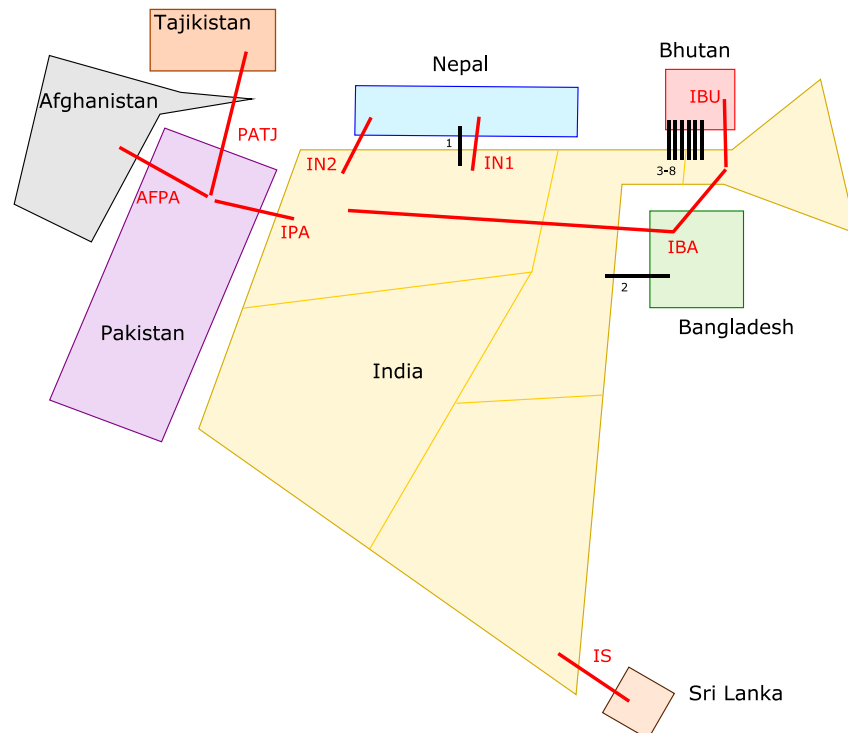 Tajikistan
Nepal
Bhutan
Afghanistan
IBU
PATJ
1
IN2
IN1
3-8
AFPA
IPA
IBA
2
Pakistan
Bangladesh
India
IS
Sri Lanka